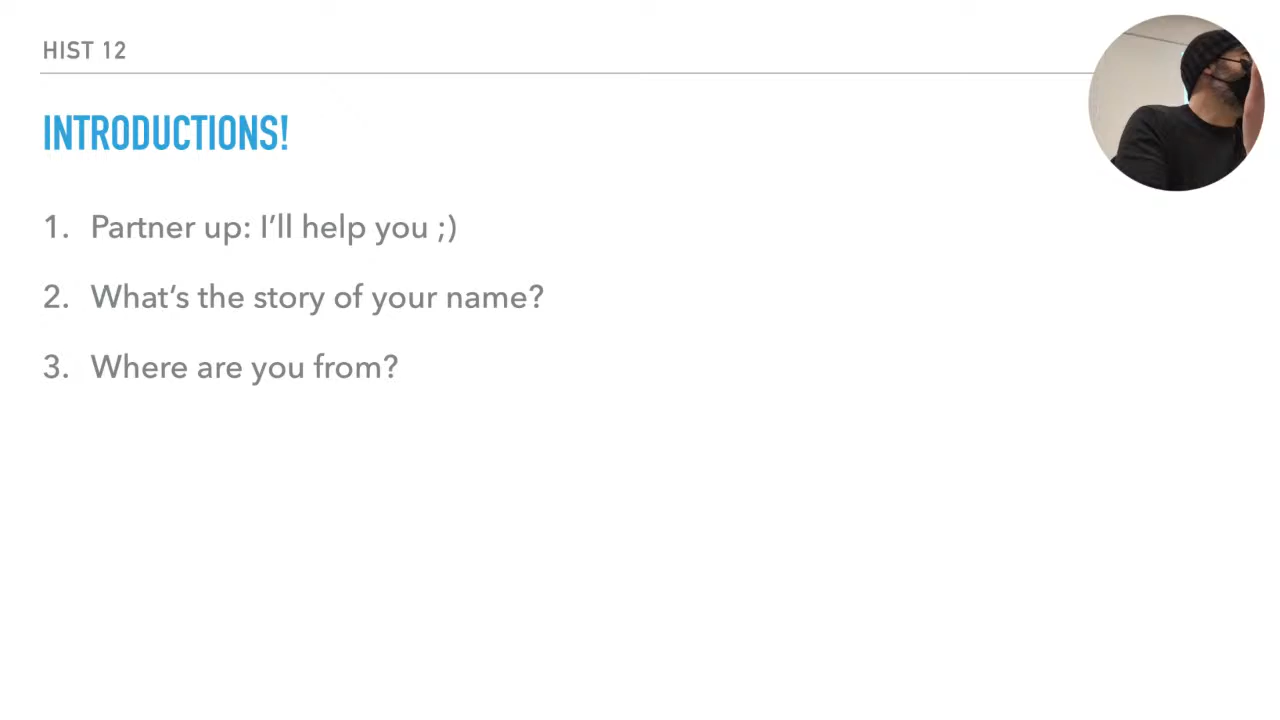 HIST 12
INTRODUCTIONS!
1. Partner up: I’ll help you ;)
2. What’s the story of your name?
3. Where are you from?